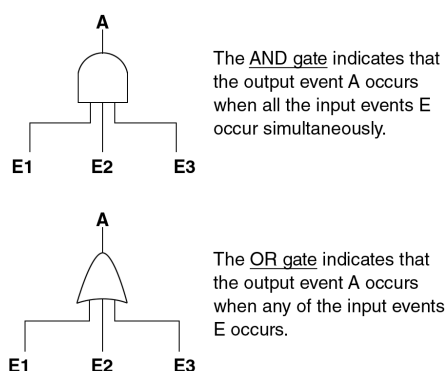 A
The AND gate indicates that
the output event A occurs
when all the input events E
occur simultaneously.
E1 E2 E3
A
The OR gate indicates that
the output event A occurs
when any of the input events
E occurs.
E1 E2 E3